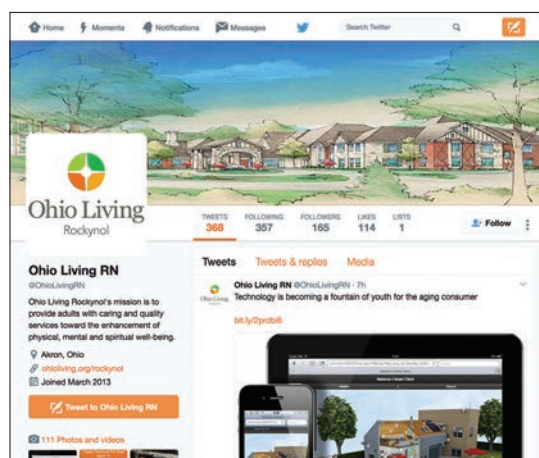 Home Moments Notifications Messages Search Twitter
Ohio Living
Rockynol
TWEETS FOLLOWING FOLLOWERS LIKES LISTS
368 357 165 114 1
Follow
Tweets Tweets & replies Media
Ohio Living RN
@OhioLivingRN
Ohio Living Rockynol's mission is to
provide adults with caring and quality
services toward the enhancement of
physical, mental and spiritual well-being.
Akron, Ohio
ohioliving.org/rockynol
Joined March 2013
Tweet to Ohio Living RN
111 Photos and videos
Ohio Living RN @OhioLivingRN · 7h
Technology is becoming a fountain of youth for the aging consumer
bit.ly/2prdbi6